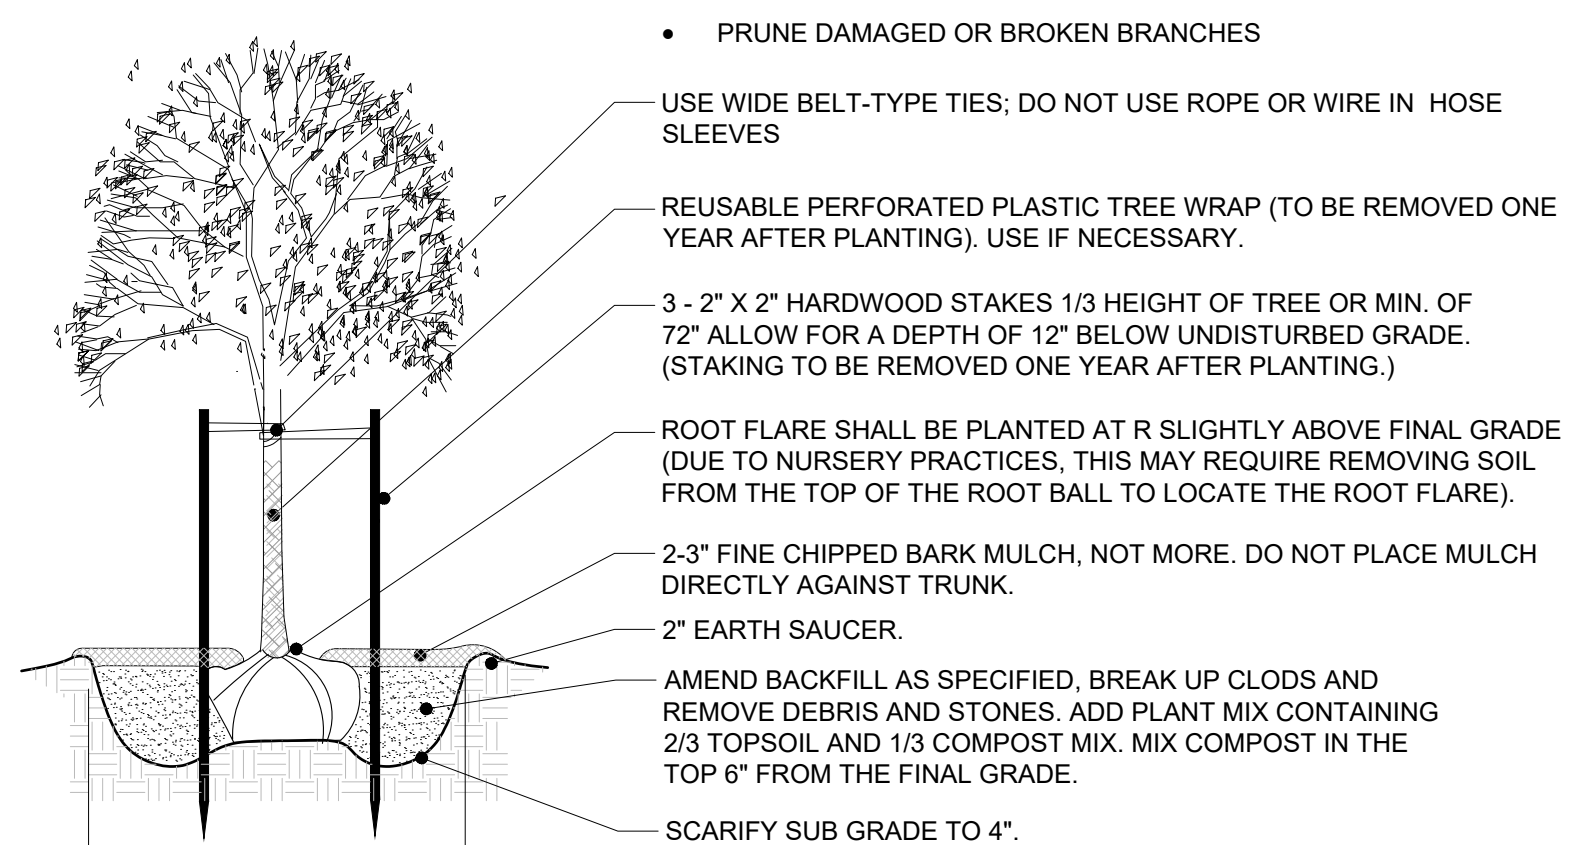 • PRUNE DAMAGED OR BROKEN BRANCHES
USE WIDE BELT-TYPE TIES; DO NOT USE ROPE OR WIRE IN HOSE
SLEEVES
REUSABLE PERFORATED PLASTIC TREE WRAP (TO BE REMOVED ONE
YEAR AFTER PLANTING). USE IF NECESSARY.
3 - 2" X 2" HARDWOOD STAKES 1/3 HEIGHT OF TREE OR MIN. OF
72" ALLOW FOR A DEPTH OF 12" BELOW UNDISTURBED GRADE.
(STAKING TO BE REMOVED ONE YEAR AFTER PLANTING.)
ROOT FLARE SHALL BE PLANTED AT R SLIGHTLY ABOVE FINAL GRADE
(DUE TO NURSERY PRACTICES, THIS MAY REQUIRE REMOVING SOIL
FROM THE TOP OF THE ROOT BALL TO LOCATE THE ROOT FLARE).
2-3" FINE CHIPPED BARK MULCH, NOT MORE. DO NOT PLACE MULCH
DIRECTLY AGAINST TRUNK.
2" EARTH SAUCER.
AMEND BACKFILL AS SPECIFIED, BREAK UP CLODS AND
REMOVE DEBRIS AND STONES. ADD PLANT MIX CONTAINING
2/3 TOPSOIL AND 1/3 COMPOST MIX. MIX COMPOST IN THE
TOP 6" FROM THE FINAL GRADE.
SCARIFY SUB GRADE TO 4".